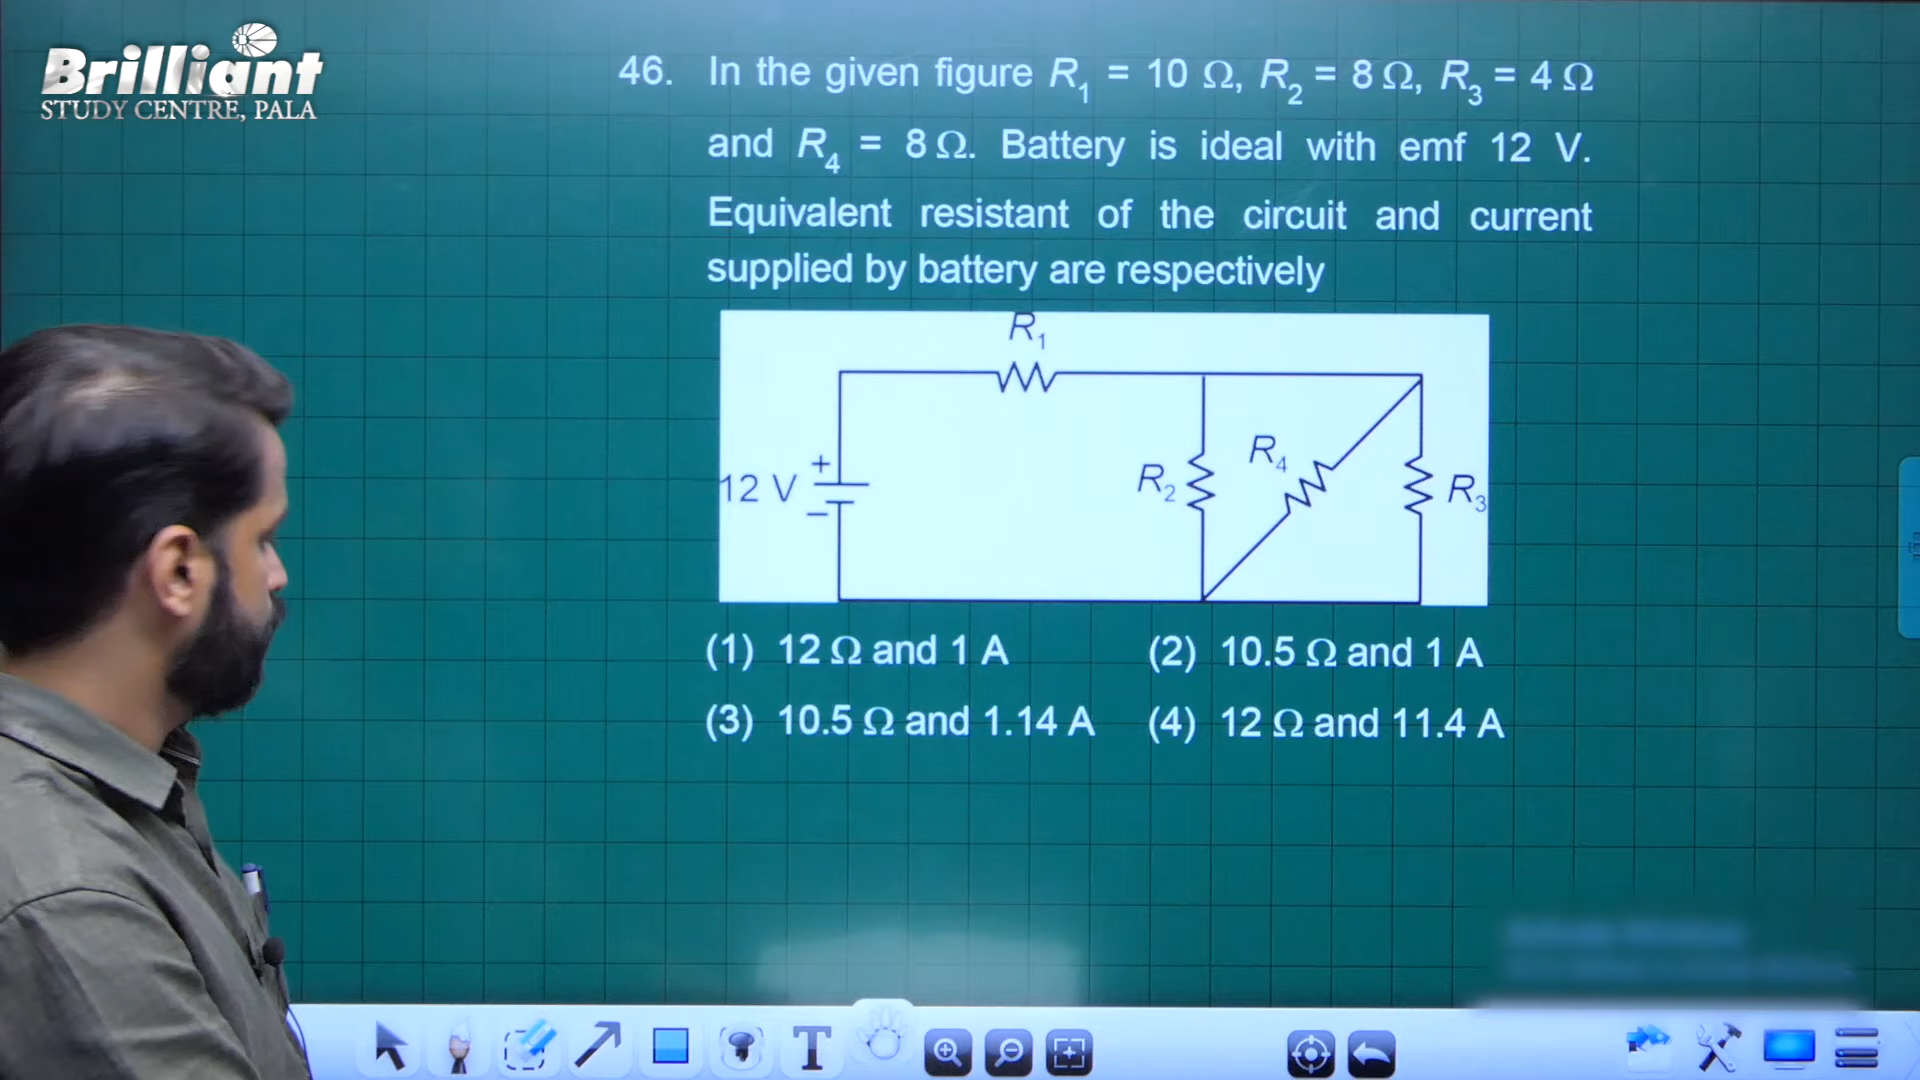 Brilliant
STUDY CENTRE, PALA
46. In the given figure R₁ = 10 Ω, R₂ = 8 Ω, R₃ = 4 Ω
and R₄ = 8 Ω. Battery is ideal with emf 12 V.
Equivalent resistant of the circuit and current
supplied by battery are respectively
R₁
12 V
+
−
R₂
R₄
R₃
(1) 12 Ω and 1 A (2) 10.5 Ω and 1 A
(3) 10.5 Ω and 1.14 A (4) 12 Ω and 11.4 A
T